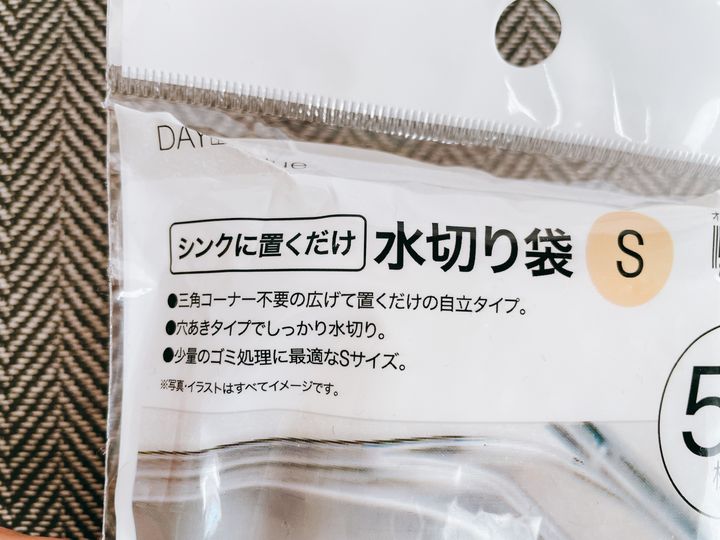 DAY
シンクに置くだけ 水切り袋 S
●三角コーナー不要の広げて置くだけの自立タイプ。
●穴あきタイプでしっかり水切り。
●少量のゴミ処理に最適なSサイズ。
※写真・イラストはすべてイメージです。
5